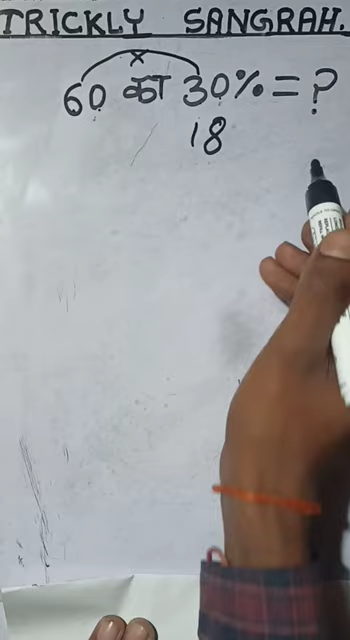 TRICKLY SANGRAH.
×
60 का 30% = ?
18